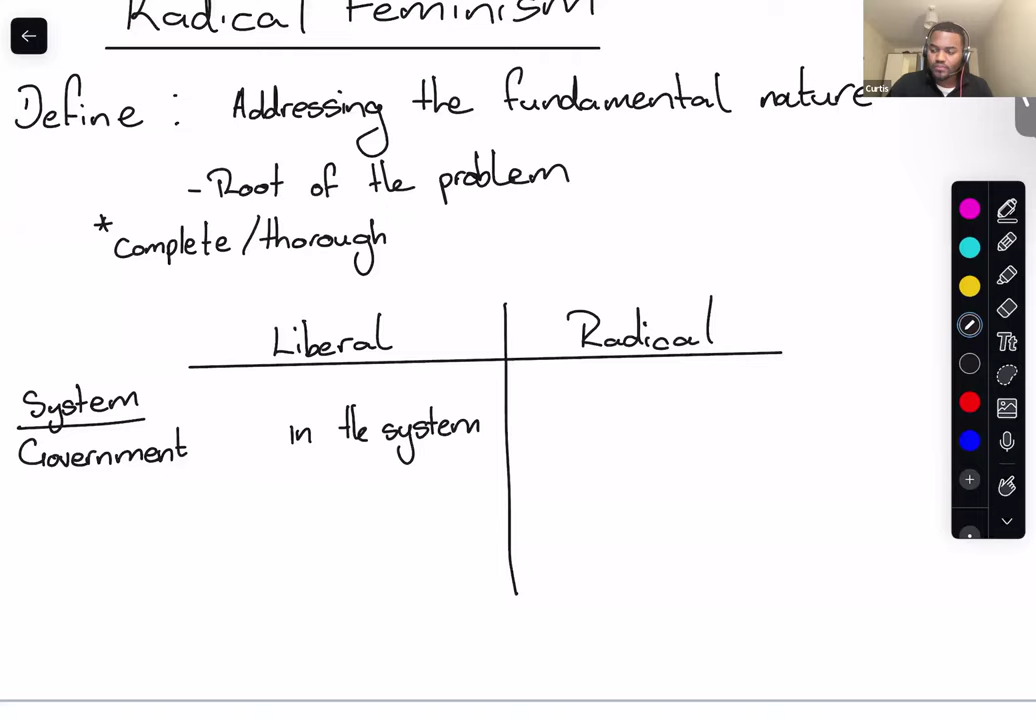 Radical Feminism
Curtis
Define : Addressing the fundamental nature
- Root of the problem
* complete/thorough
Liberal Radical
System in the system
Government
Tt